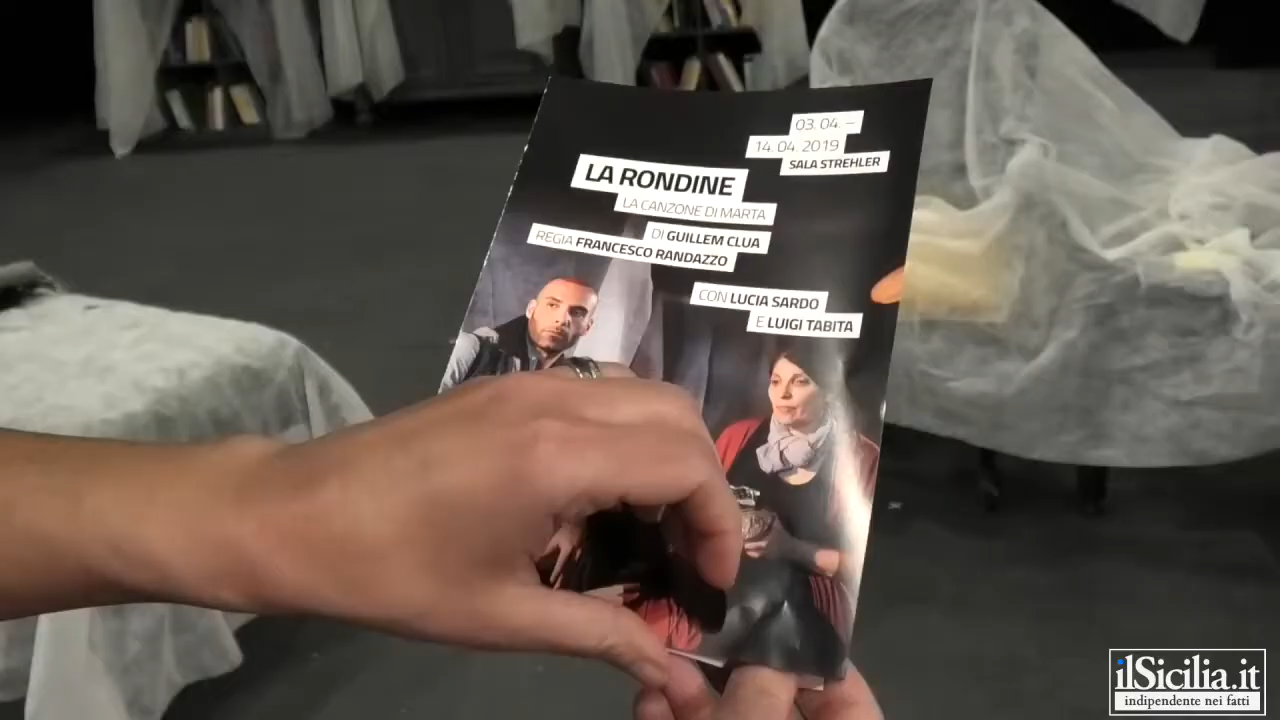 03. 04. –
14. 04. 2019
SALA STREHLER
LA RONDINE
LA CANZONE DI MARTA
DI GUILLEM CLUA
REGIA FRANCESCO RANDAZZO
CON LUCIA SARDO
E LUIGI TABITA
ilSicilia.it
indipendente nei fatti